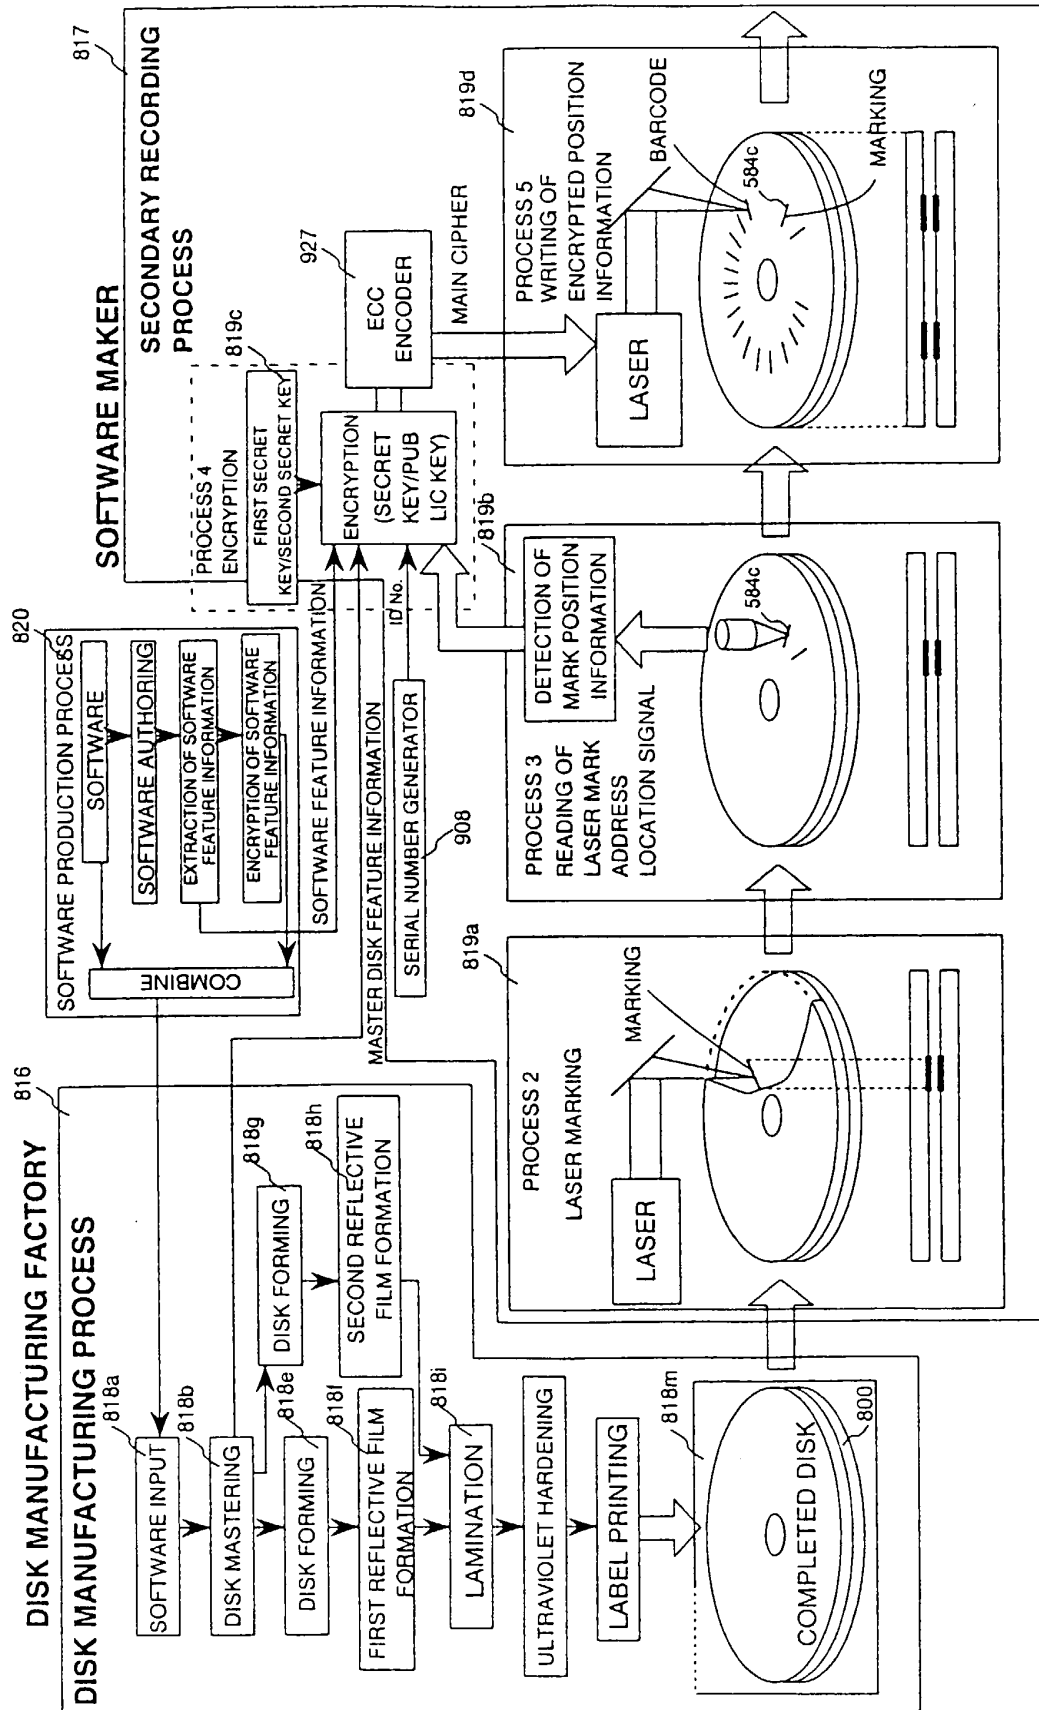 DISK MANUFACTURING FACTORY
816
DISK MANUFACTURING PROCESS
818a
SOFTWARE INPUT
818b
DISK MASTERING
818g
DISK FORMING
818e
DISK FORMING
818h
SECOND REFLECTIVE
FILM FORMATION
818f
FIRST REFLECTIVE FILM
FORMATION
818i
LAMINATION
ULTRAVIOLET HARDENING
LABEL PRINTING
818m
COMPLETED DISK
800
820
SOFTWARE PRODUCTION PROCESS
SOFTWARE
SOFTWARE AUTHORING
EXTRACTION OF SOFTWARE
FEATURE INFORMATION
ENCRYPTION OF SOFTWARE
FEATURE INFORMATION
COMBINE
SOFTWARE FEATURE INFORMATION
MASTER DISK FEATURE INFORMATION
ID No.
SERIAL NUMBER GENERATOR
908
SOFTWARE MAKER
817
SECONDARY RECORDING
PROCESS
819c
PROCESS 4
ENCRYPTION
FIRST SECRET
KEY/SECOND SECRET KEY
ENCRYPTION
(SECRET
KEY/PUB
LIC KEY)
927
ECC
ENCODER
MAIN CIPHER
819a
PROCESS 2
LASER MARKING
LASER
MARKING
819b
PROCESS 3
READING OF
LASER MARK
ADDRESS
LOCATION SIGNAL
DETECTION OF
MARK POSITION
INFORMATION
584c
819d
PROCESS 5
WRITING OF
ENCRYPTED POSITION
INFORMATION
LASER
BARCODE
584c
MARKING